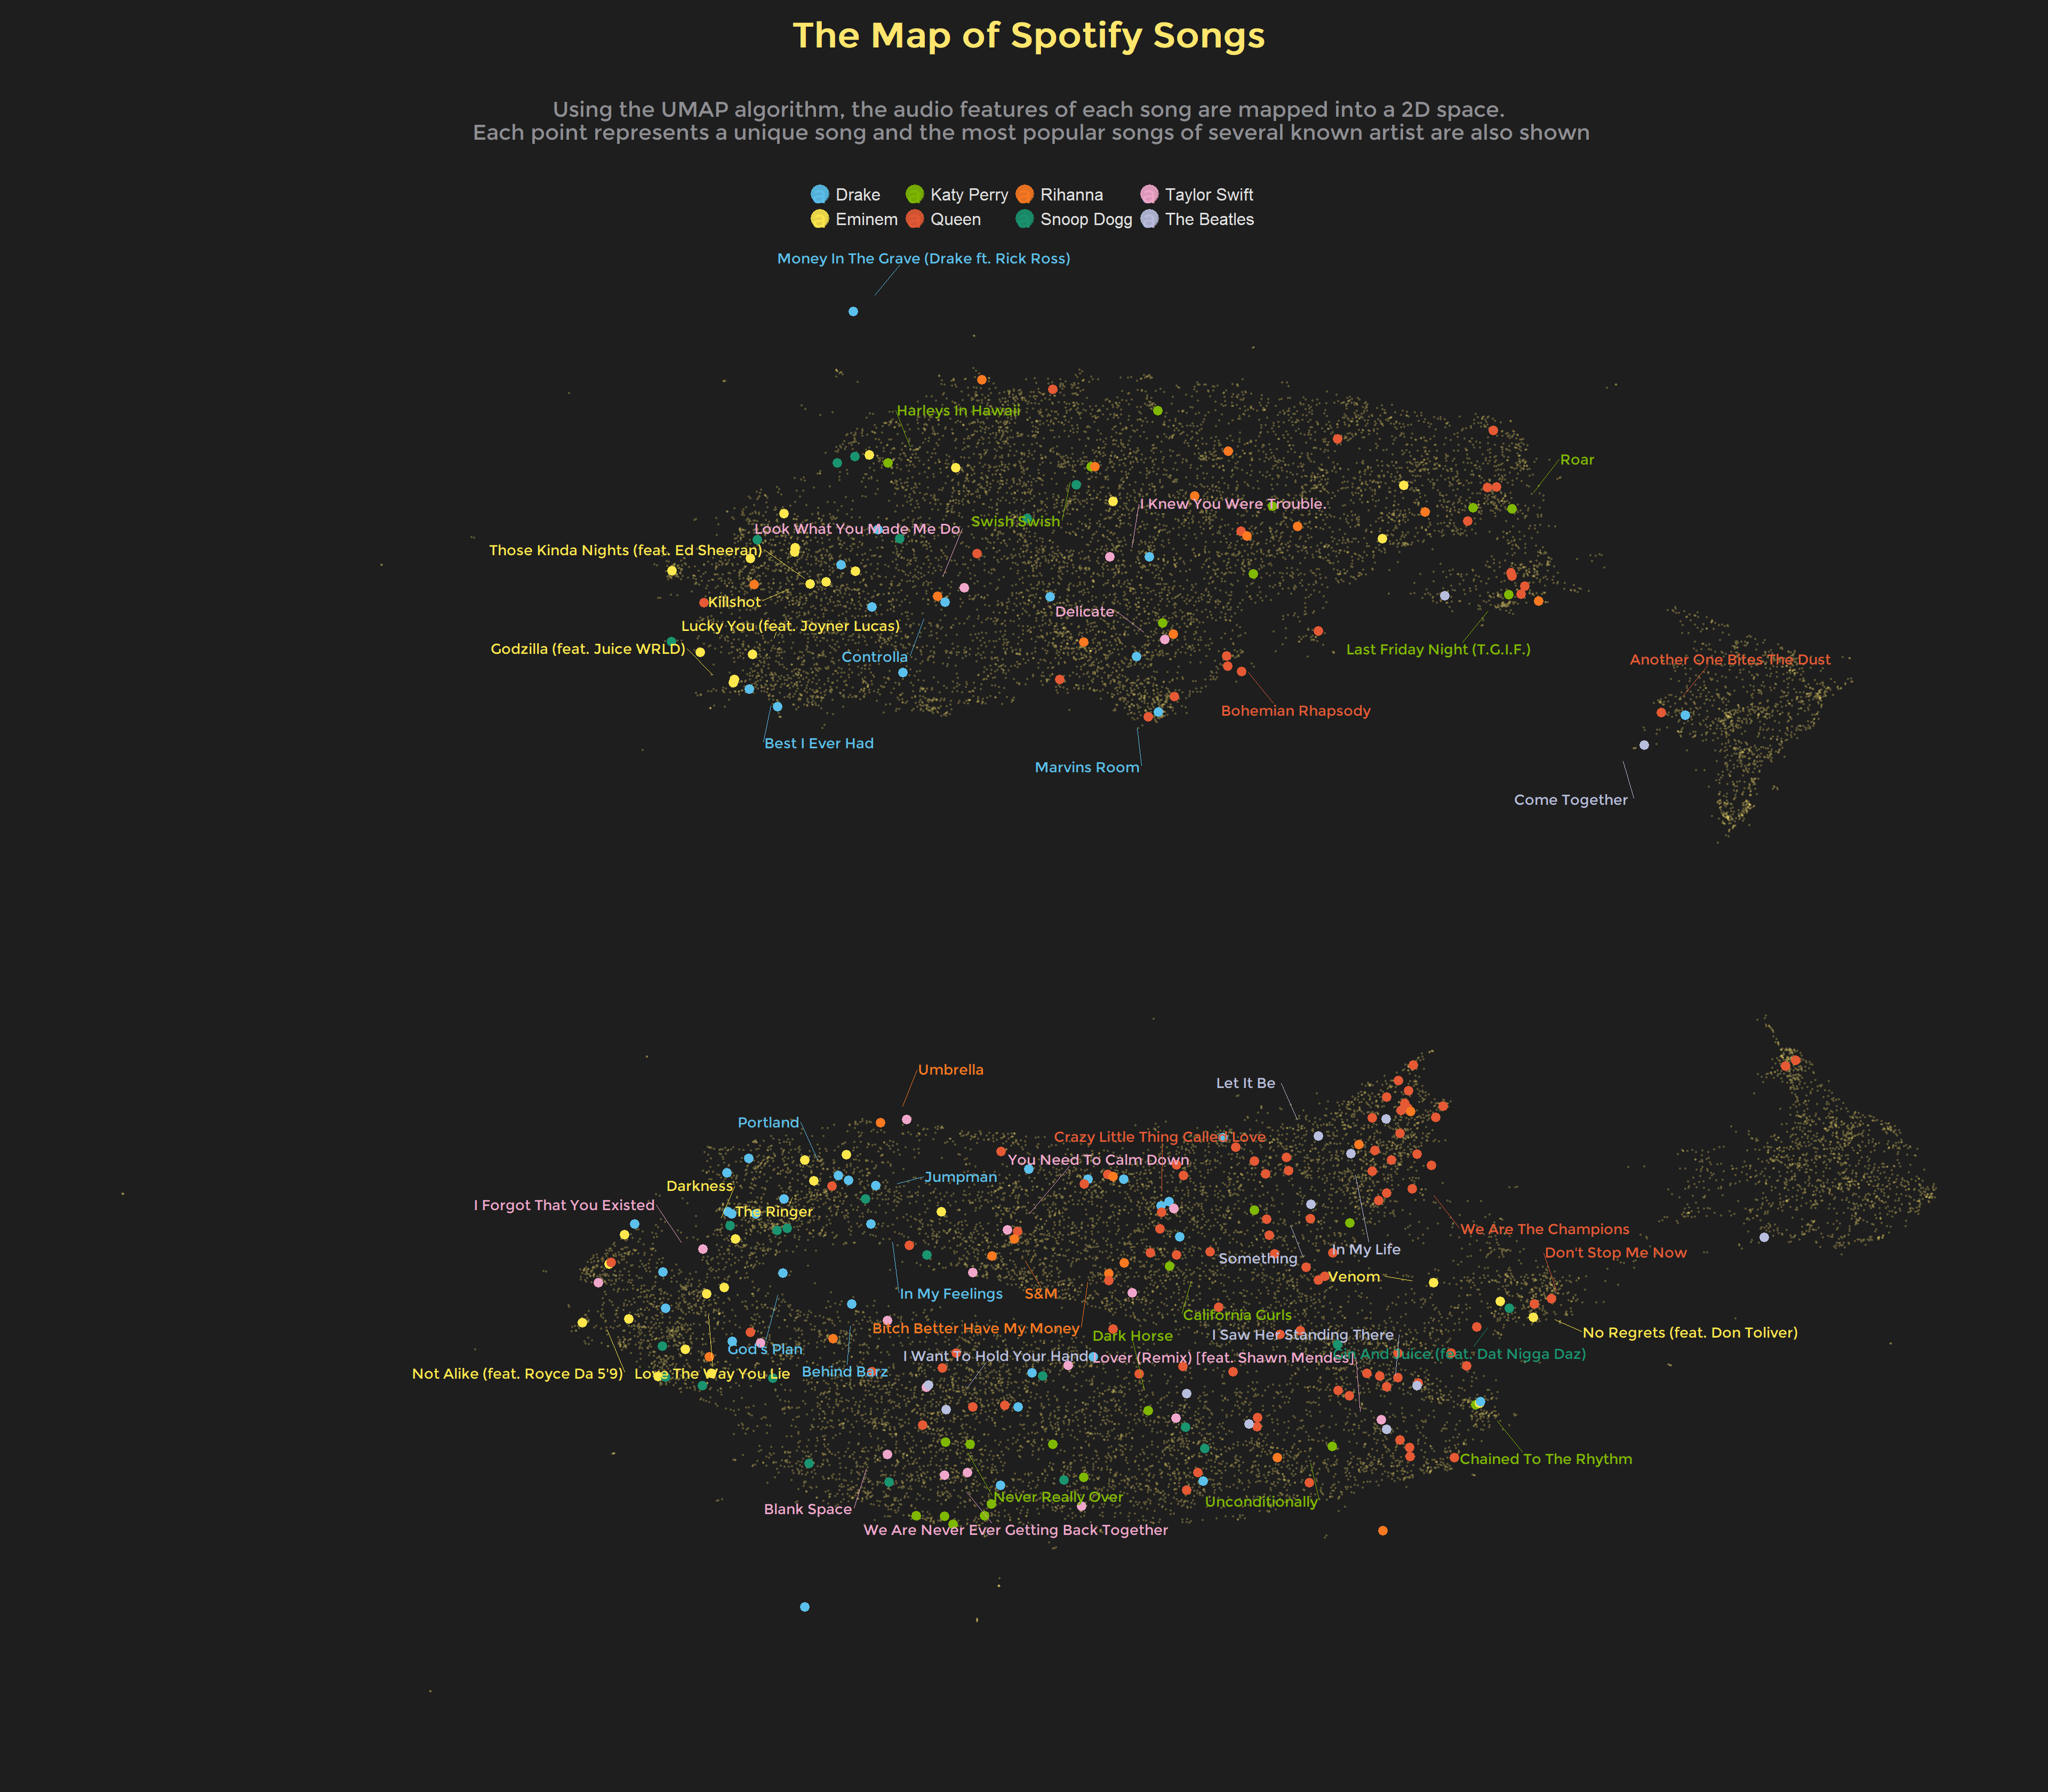 The Map of Spotify Songs
Using the UMAP algorithm, the audio features of each song are mapped into a 2D space.
Each point represents a unique song and the most popular songs of several known artist are also shown
Drake Katy Perry Rihanna Taylor Swift
Eminem Queen Snoop Dogg The Beatles
Money In The Grave (Drake ft. Rick Ross)
Harleys In Hawaii
Roar
I Knew You Were Trouble.
Swish Swish
Look What You Made Me Do
Those Kinda Nights (feat. Ed Sheeran)
Killshot
Delicate
Lucky You (feat. Joyner Lucas)
Godzilla (feat. Juice WRLD)
Last Friday Night (T.G.I.F.)
Controlla
Another One Bites The Dust
Bohemian Rhapsody
Best I Ever Had
Marvins Room
Come Together
Umbrella
Let It Be
Portland
Crazy Little Thing Called Love
You Need To Calm Down
Jumpman
Darkness
I Forgot That You Existed
The Ringer
We Are The Champions
In My Life
Don't Stop Me Now
Something
Venom
In My Feelings
S&M
California Gurls
Bitch Better Have My Money
No Regrets (feat. Don Toliver)
Dark Horse
I Saw Her Standing There
God's Plan
And Juice (feat. Dat Nigga Daz)
I Want To Hold Your Hand
Lover (Remix) [feat. Shawn Mendes]
Behind Barz
Not Alike (feat. Royce Da 5'9)
Love The Way You Lie
Chained To The Rhythm
Never Really Over
Unconditionally
Blank Space
We Are Never Ever Getting Back Together